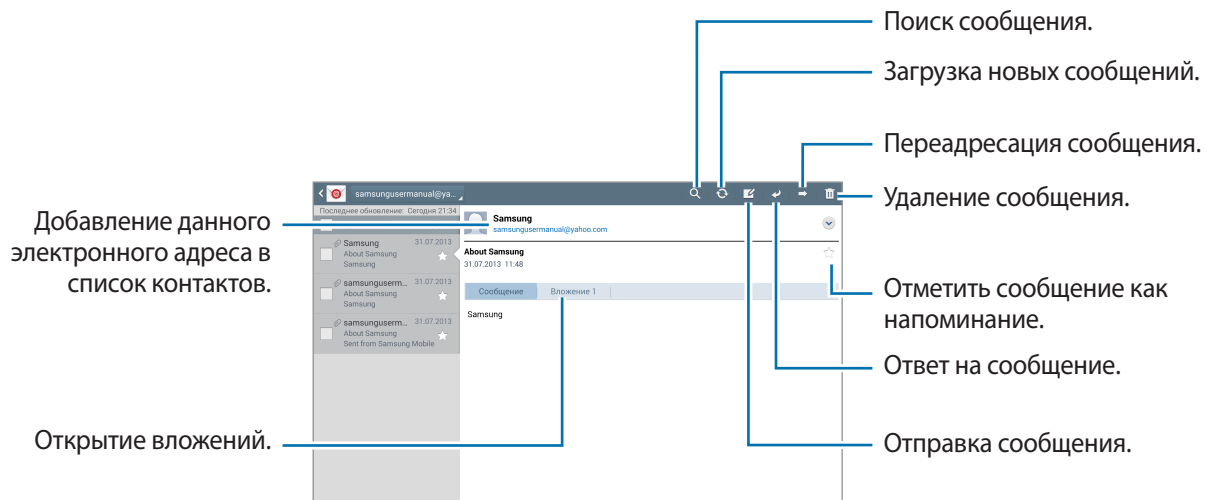 Поиск сообщения.
Загрузка новых сообщений.
Переадресация сообщения.
Удаление сообщения.
Добавление данного
электронного адреса в
список контактов.
Открытие вложений.
samsungusermanual@ya...
Последнее обновление: Сегодня 21:34
Samsung 31.07.2013
About Samsung
Samsung
samsunguserm... 31.07.2013
About Samsung
Samsung
samsunguserm... 31.07.2013
About Samsung
Sent from Samsung Mobile
Samsung
samsungusermanual@yahoo.com
About Samsung
31.07.2013 11:48
Сообщение Вложение 1
Samsung
Отметить сообщение как
напоминание.
Ответ на сообщение.
Отправка сообщения.